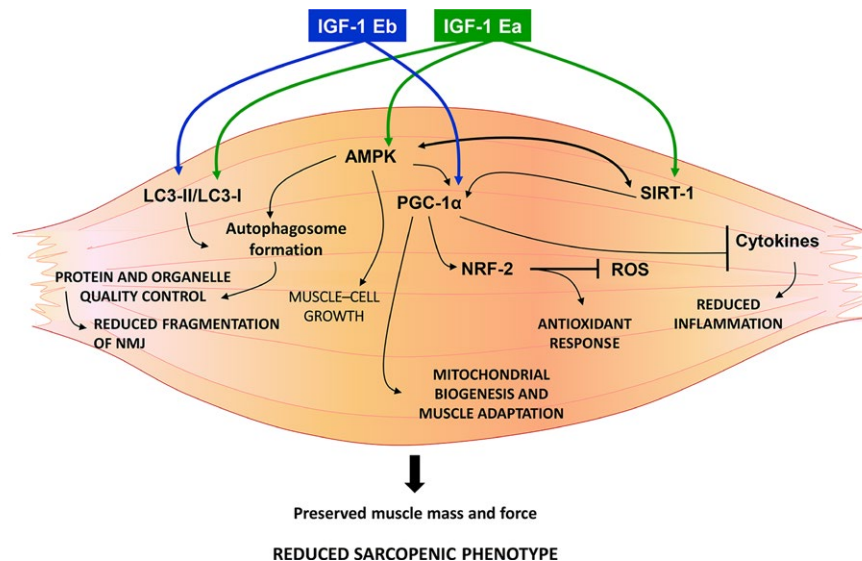 IGF-1 Eb
IGF-1 Ea
AMPK
LC3-II/LC3-I
SIRT-1
PGC-1α
Autophagosome
formation
Cytokines
PROTEIN AND ORGANELLE
QUALITY CONTROL
NRF-2
ROS
MUSCLE–CELL
GROWTH
REDUCED FRAGMENTATION
OF NMJ
ANTIOXIDANT
RESPONSE
REDUCED
INFLAMMATION
MITOCHONDRIAL
BIOGENESIS AND
MUSCLE ADAPTATION
Preserved muscle mass and force
REDUCED SARCOPENIC PHENOTYPE